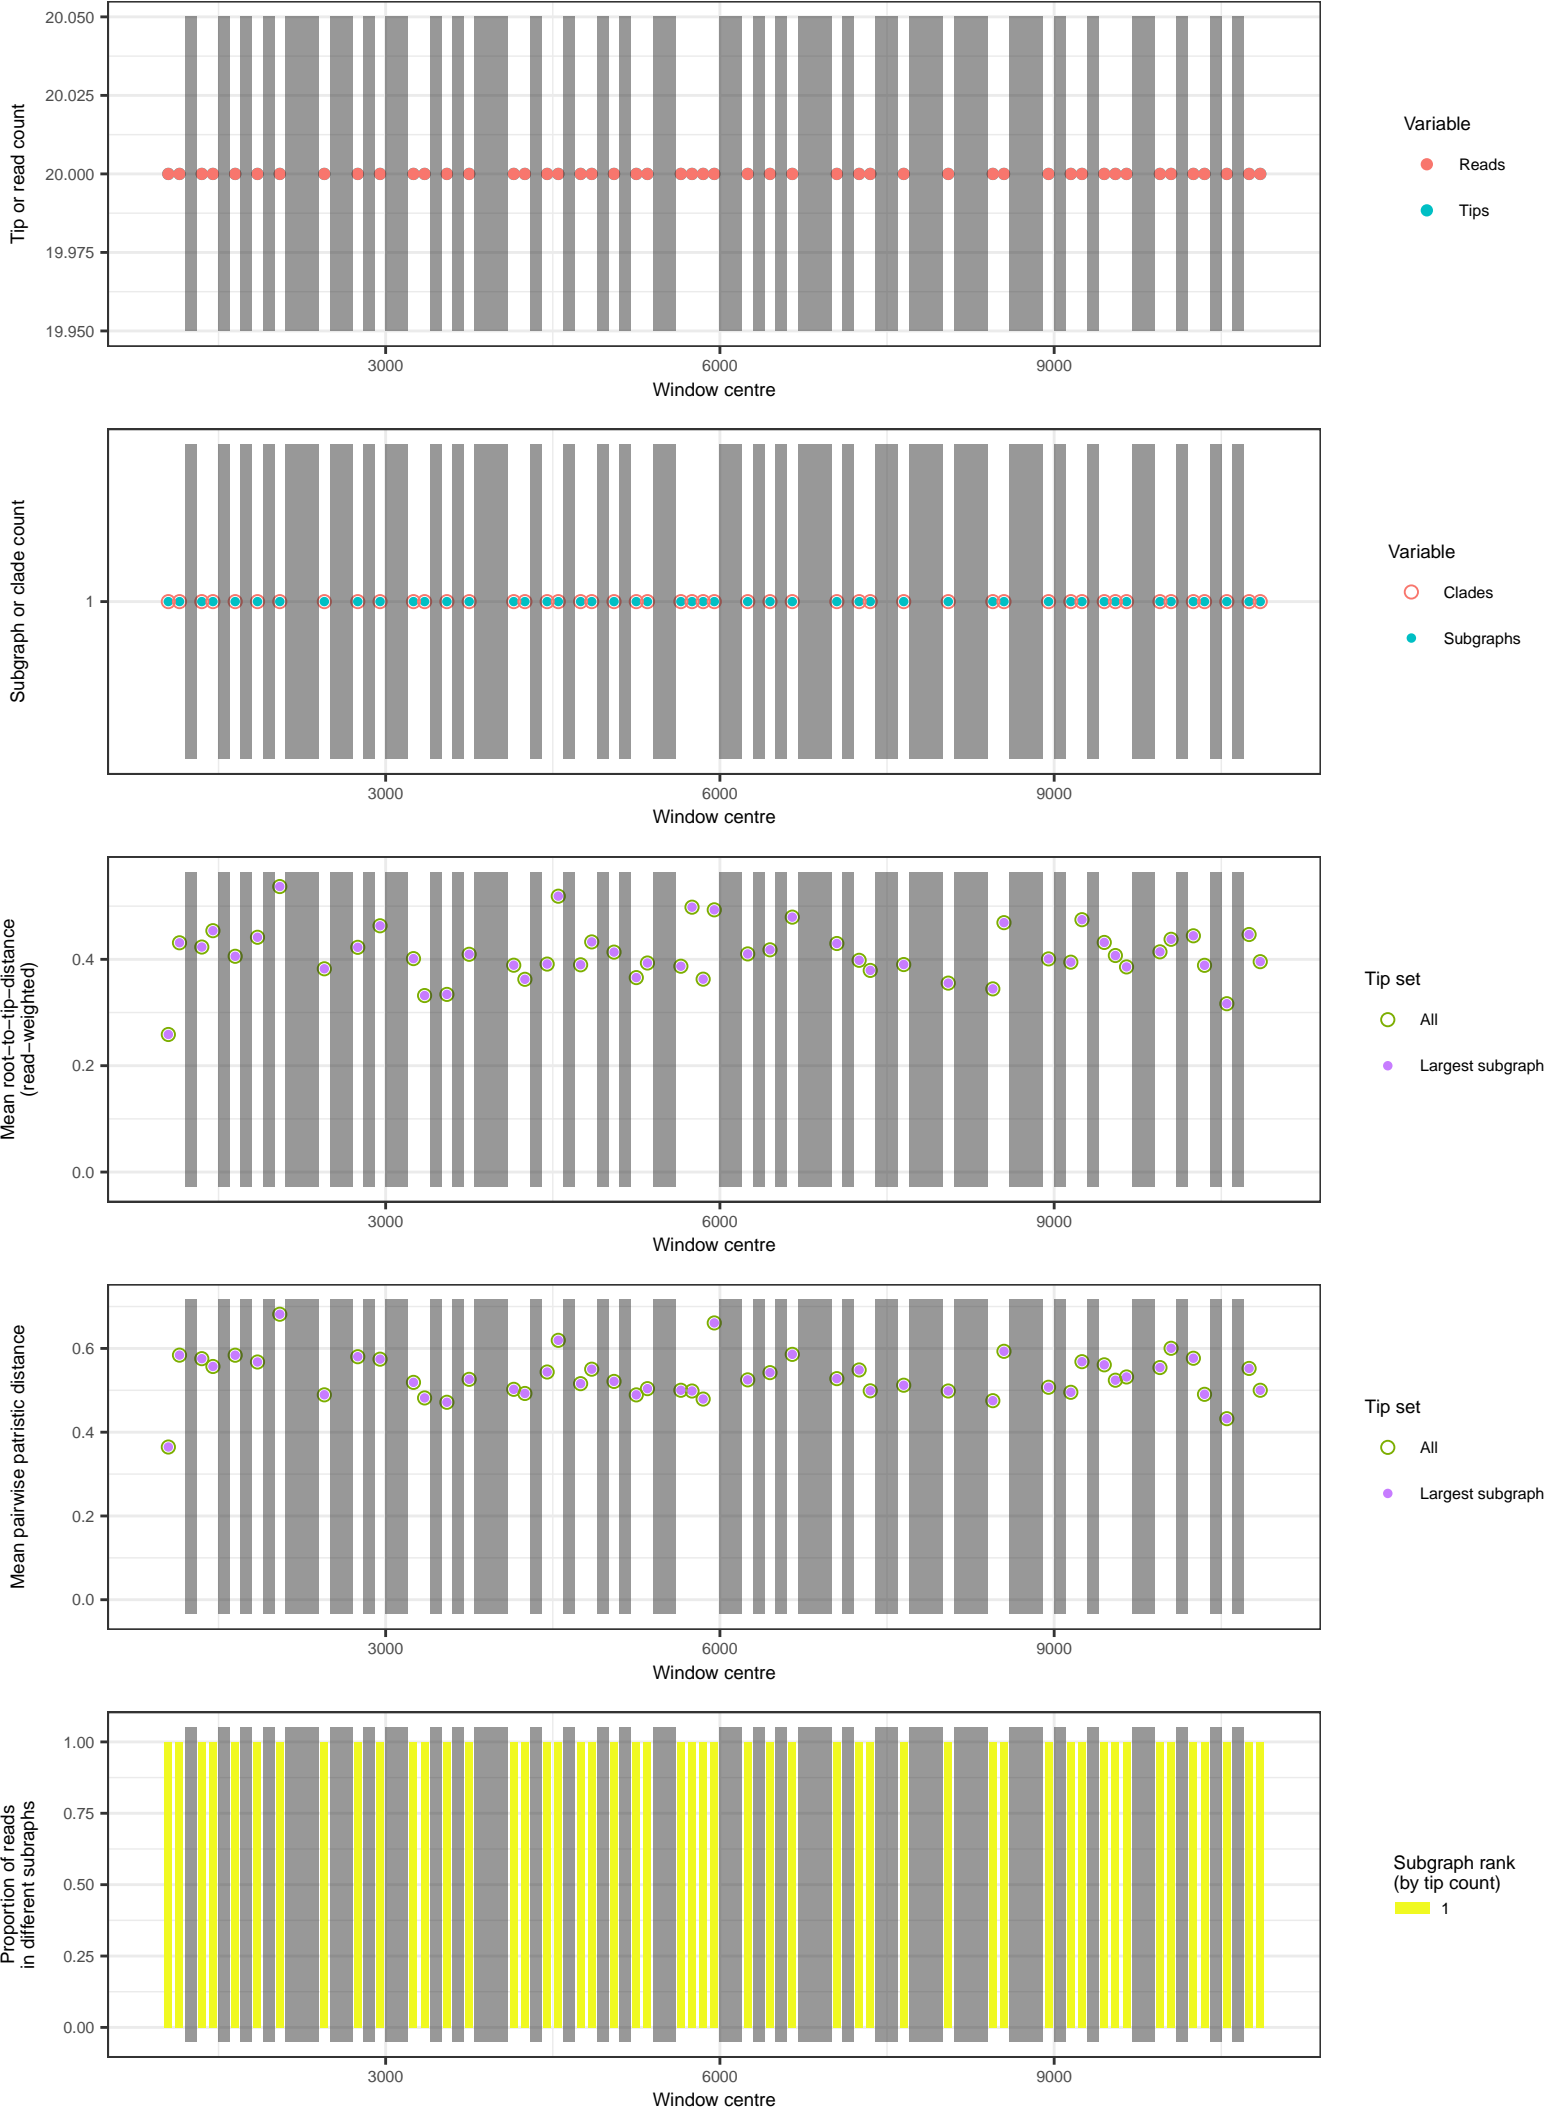 20.050
20.025
20.000
19.975
19.950
Tip or read count
3000
6000
9000
Window centre
Variable
Reads
Tips
1
Subgraph or clade count
3000
6000
9000
Window centre
Variable
Clades
Subgraphs
0.4
0.2
0.0
Mean root−to−tip−distance
(read−weighted)
3000
6000
9000
Window centre
Tip set
All
Largest subgraph
0.6
0.4
0.2
0.0
Mean pairwise patristic distance
3000
6000
9000
Window centre
Tip set
All
Largest subgraph
1.00
0.75
0.50
0.25
0.00
Proportion of reads
in different subraphs
3000
6000
9000
Window centre
Subgraph rank
(by tip count)
1